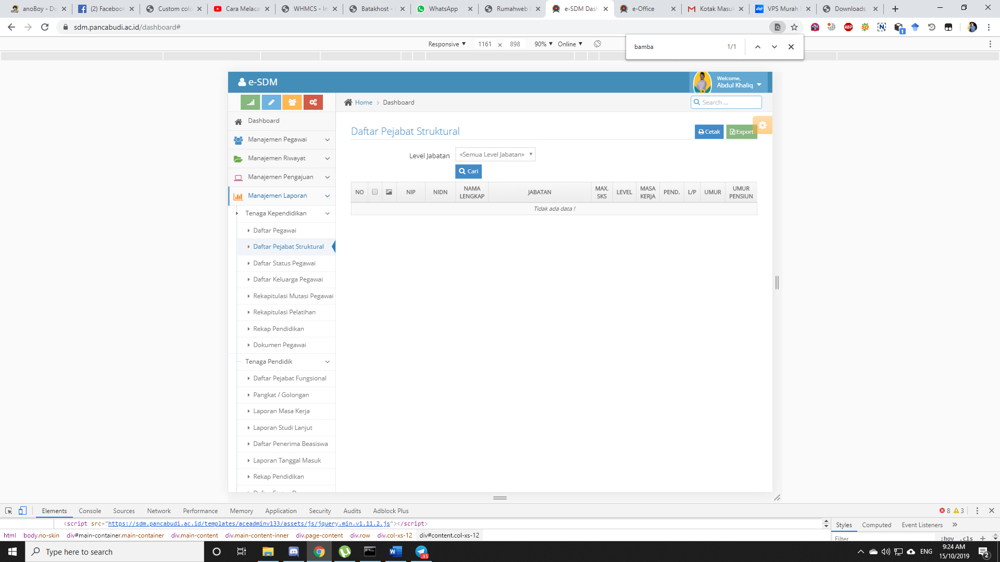 anoBoy - Do
(2) Facebook
Custom colo
Cara Melaca
WHMCS - In
Batakhost -
WhatsApp
Rumahweb
e-SDM Dash
e-Office
Kotak Masuk
VPS Murah
Downloads
sdm.pancabudi.ac.id/dashboard#
ABP
1
Responsive
1161 x 898
90%
Online
bamba
1/1
e-SDM
Welcome,
Abdul Khaliq
Home > Dashboard
Search ...
Dashboard
Manajemen Pegawai
Manajemen Riwayat
Manajemen Pengajuan
Manajemen Laporan
Tenaga Kependidikan
Daftar Pegawai
Daftar Pejabat Struktural
Daftar Status Pegawai
Daftar Keluarga Pegawai
Rekapitulasi Mutasi Pegawai
Rekapitulasi Pelatihan
Rekap Pendidikan
Dokumen Pegawai
Tenaga Pendidik
Daftar Pejabat Fungsional
Pangkat / Golongan
Laporan Masa Kerja
Laporan Studi Lanjut
Daftar Penerima Beasiswa
Laporan Tanggal Masuk
Rekap Pendidikan
Daftar Pejabat Struktural
Cetak
Export
Level Jabatan
«Semua Level Jabatan»
Cari
NO NIP NIDN NAMA LENGKAP JABATAN MAX. SKS LEVEL MASA KERJA PEND. L/P UMUR UMUR PENSIUN
Tidak ada data !
Elements Console Sources Network Performance Memory Application Security Audits Adblock Plus
8 3
<script src="https://sdm.pancabudi.ac.id/templates/aceadminv133/assets/js/jquery.min.v1.11.2.js"></script>
html body.no-skin div#main-container.main-container div.main-content div.main-content-inner div.page-content div.row div.col-xs-12 div#content.col-xs-12
Styles Computed Event Listeners »
Filter :hov .cls +
Type here to search
95
ENG
9:24 AM
15/10/2019
2